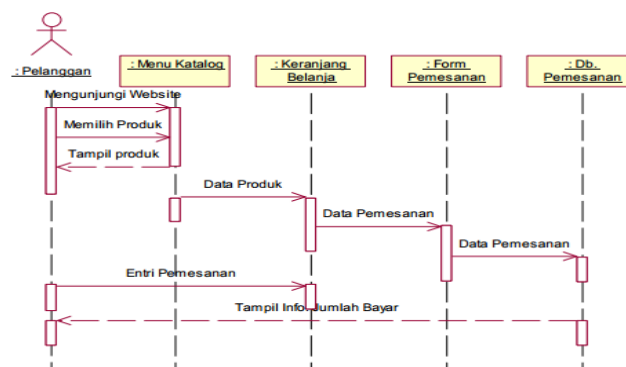 : Pelanggan
: Menu Katalog
: Keranjang
Belanja
: Form
Pemesanan
: Db.
Pemesanan
Mengunjungi Website
Memilih Produk
Tampil produk
Data Produk
Data Pemesanan
Data Pemesanan
Entri Pemesanan
Tampil Info Jumlah Bayar